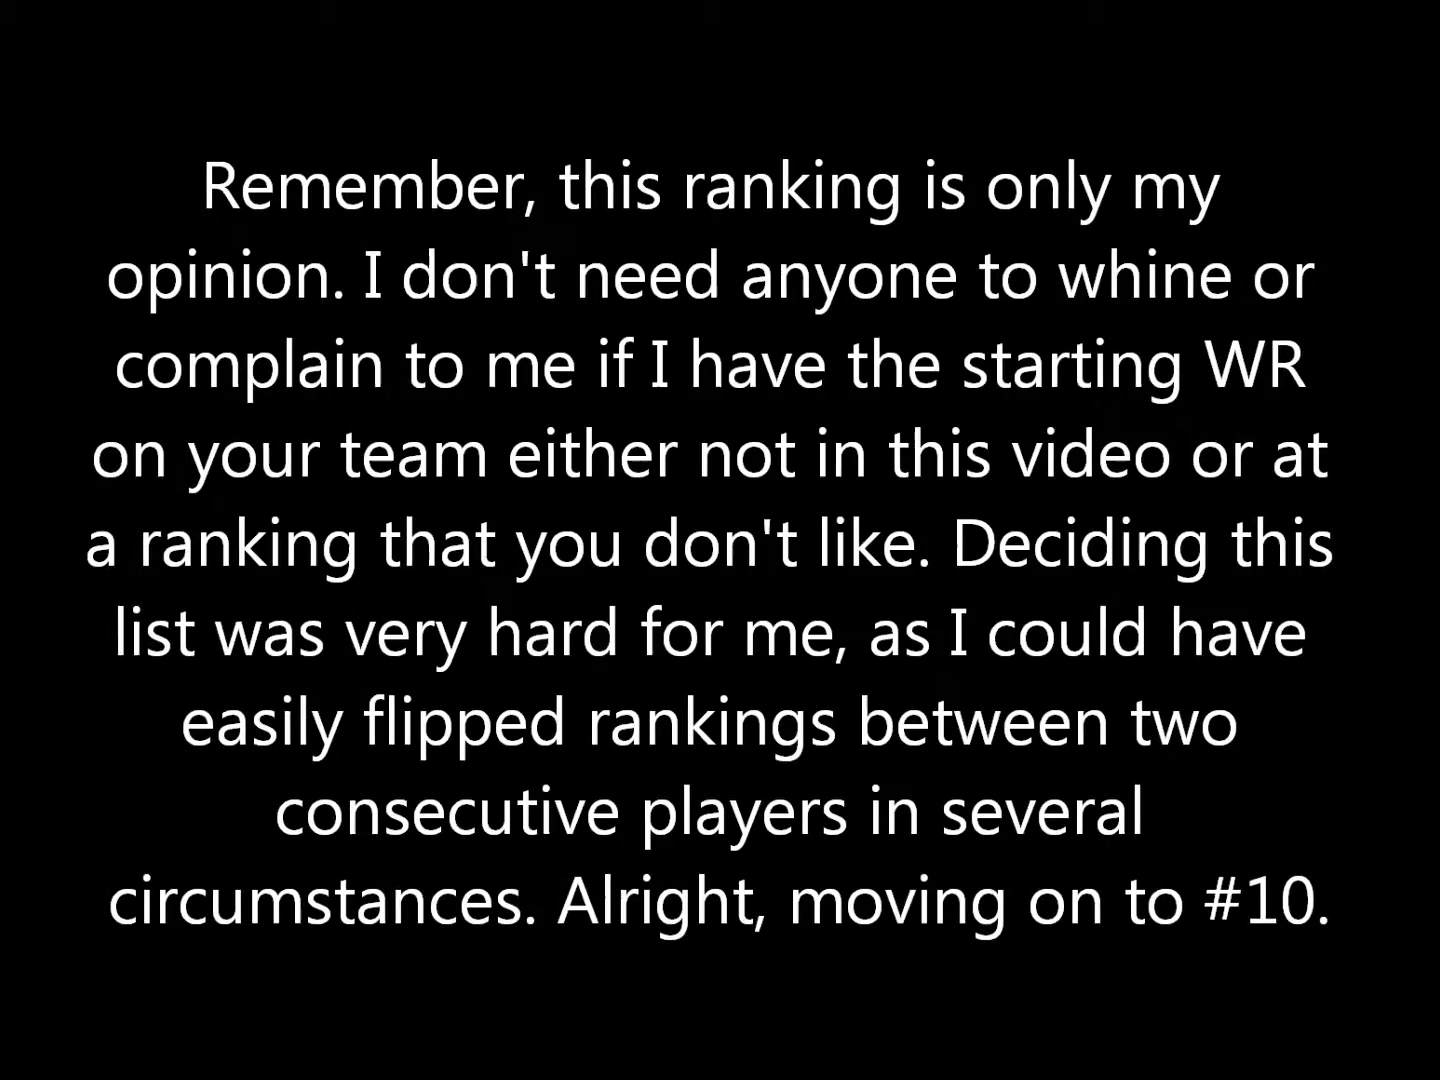 Remember, this ranking is only my
opinion. I don't need anyone to whine or
complain to me if I have the starting WR
on your team either not in this video or at
a ranking that you don't like. Deciding this
list was very hard for me, as I could have
easily flipped rankings between two
consecutive players in several
circumstances. Alright, moving on to #10.